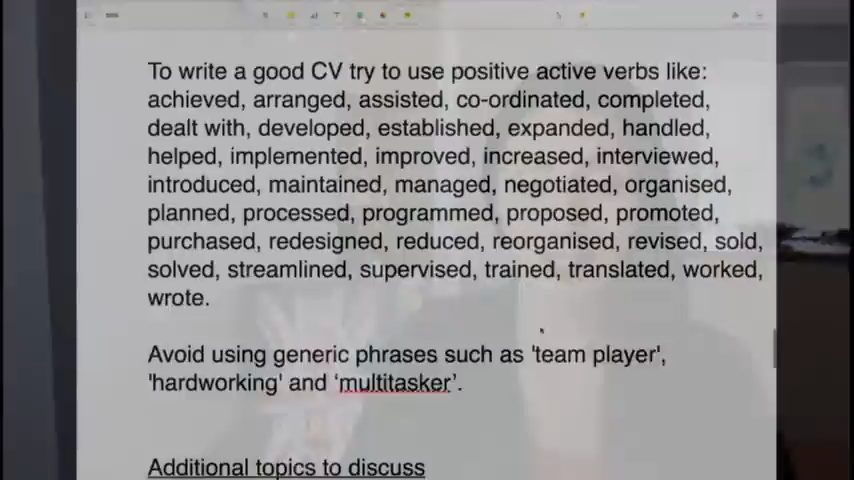 To write a good CV try to use positive active verbs like:
achieved, arranged, assisted, co-ordinated, completed,
dealt with, developed, established, expanded, handled,
helped, implemented, improved, increased, interviewed,
introduced, maintained, managed, negotiated, organised,
planned, processed, programmed, proposed, promoted,
purchased, redesigned, reduced, reorganised, revised, sold,
solved, streamlined, supervised, trained, translated, worked,
wrote.
Avoid using generic phrases such as 'team player',
'hardworking' and ‘multitasker’.
Additional topics to discuss